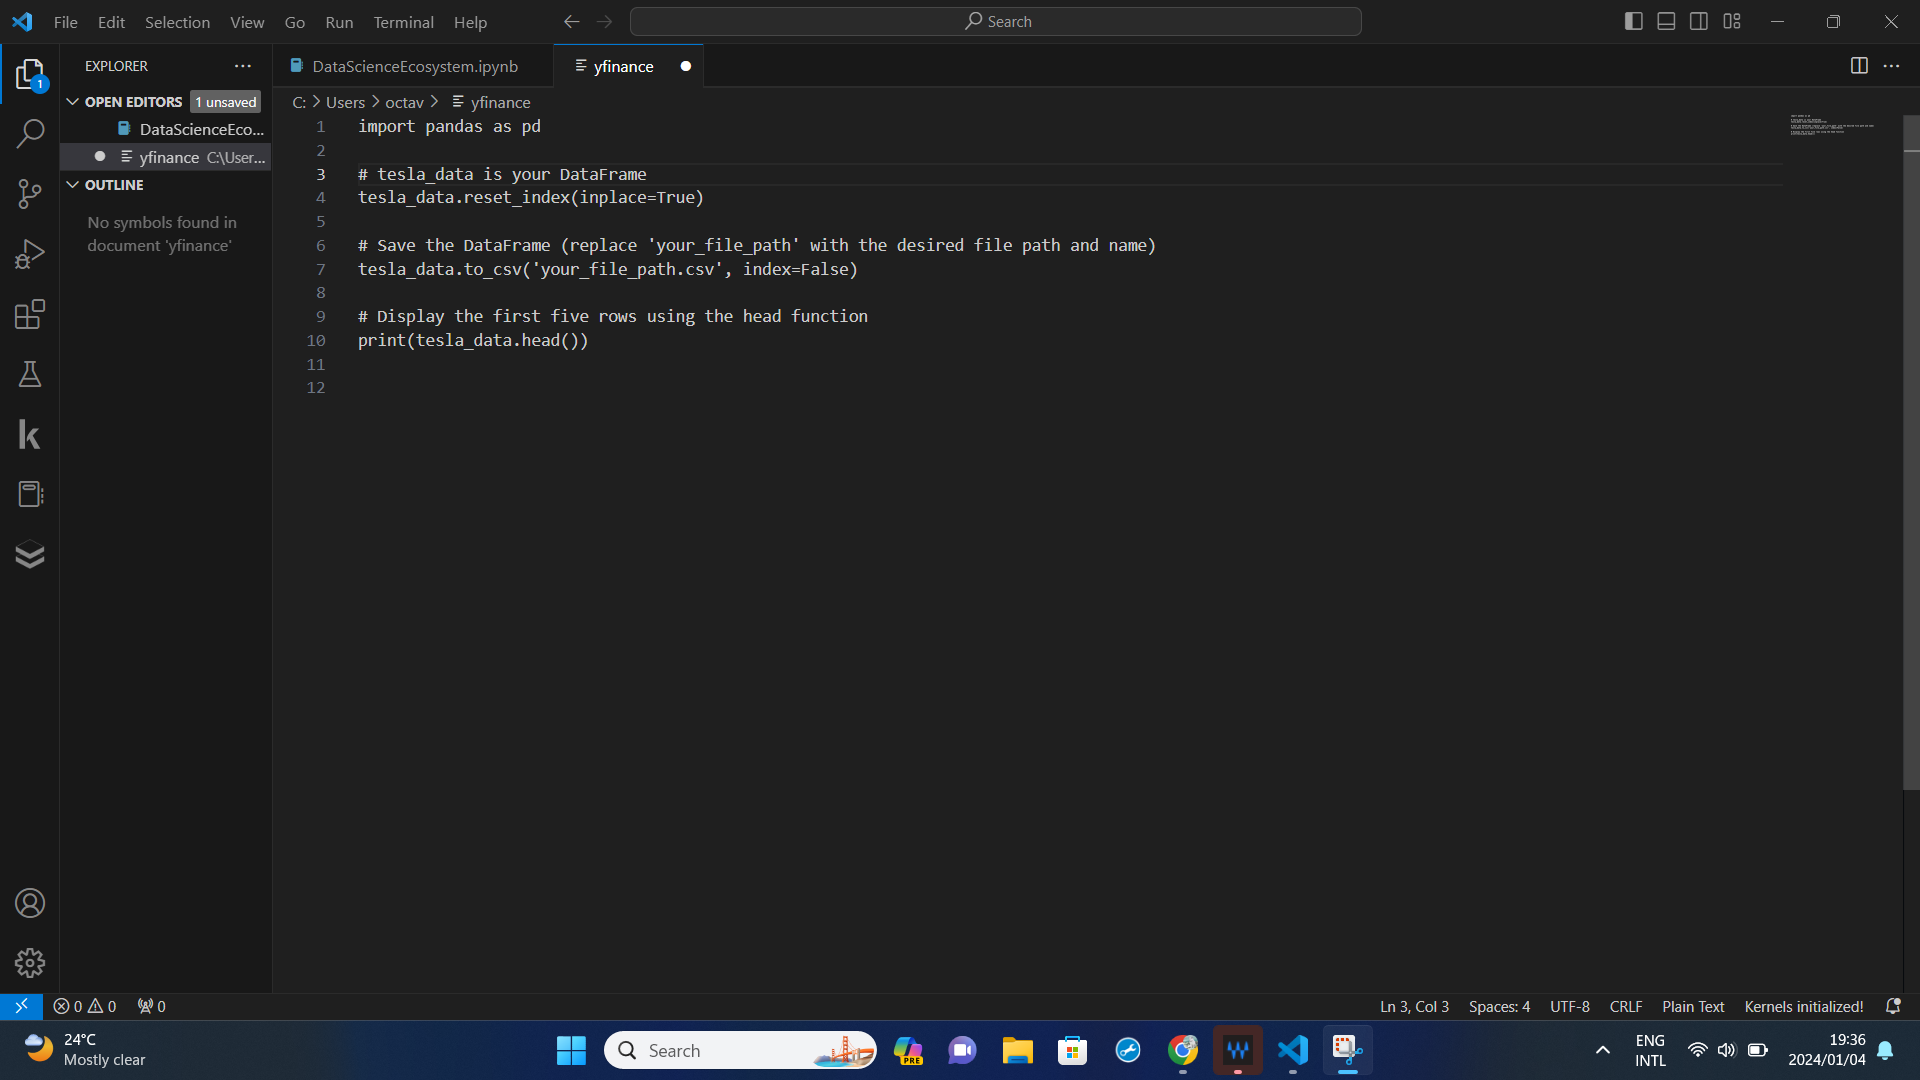 File Edit Selection View Go Run Terminal Help
Search
EXPLORER
OPEN EDITORS 1 unsaved
DataScienceEco...
yfinance C:\User...
OUTLINE
No symbols found in
document 'yfinance'
DataScienceEcosystem.ipynb
yfinance
C: > Users > octav > yfinance
1 import pandas as pd
2
3 # tesla_data is your DataFrame
4 tesla_data.reset_index(inplace=True)
5
6 # Save the DataFrame (replace 'your_file_path' with the desired file path and name)
7 tesla_data.to_csv('your_file_path.csv', index=False)
8
9 # Display the first five rows using the head function
10 print(tesla_data.head())
11
12
1
k
0 0 0
Ln 3, Col 3 Spaces: 4 UTF-8 CRLF Plain Text Kernels initialized!
24°C
Mostly clear
Search
PRE
ENG
INTL
19:36
2024/01/04